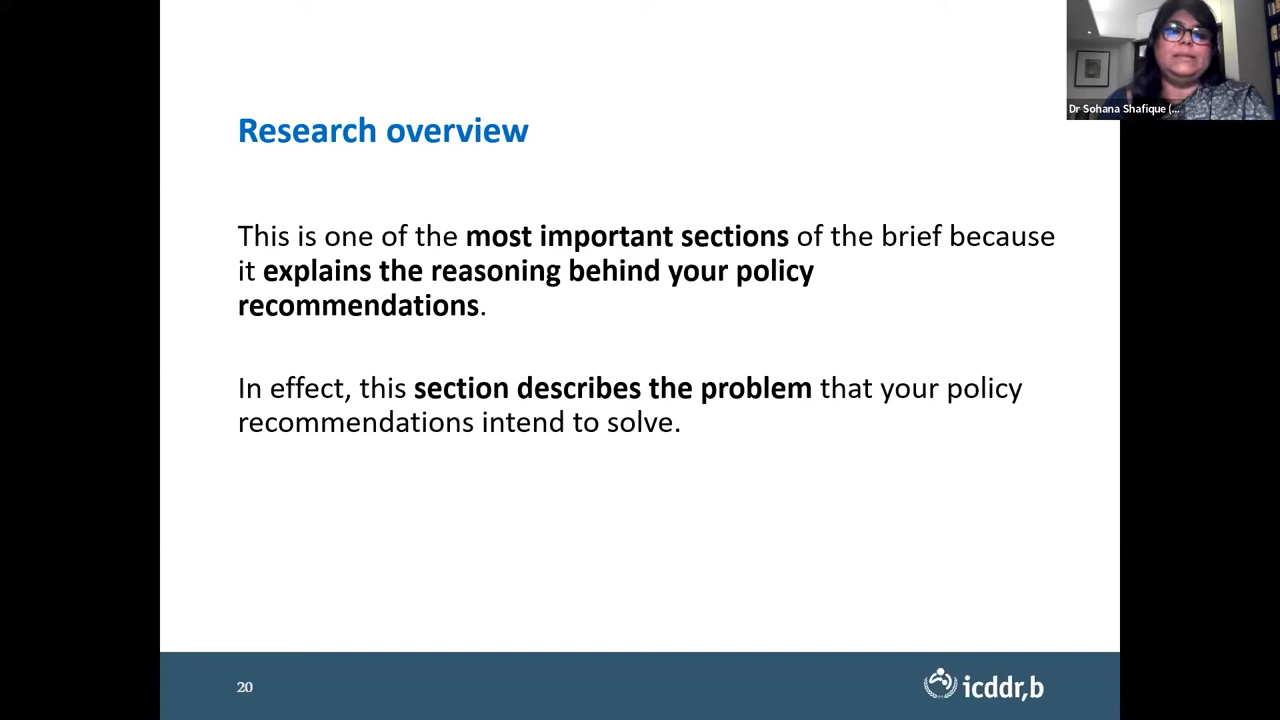 Dr Sohana Shafique (...
Research overview
This is one of the most important sections of the brief because
it explains the reasoning behind your policy
recommendations.
In effect, this section describes the problem that your policy
recommendations intend to solve.
20
icddr,b